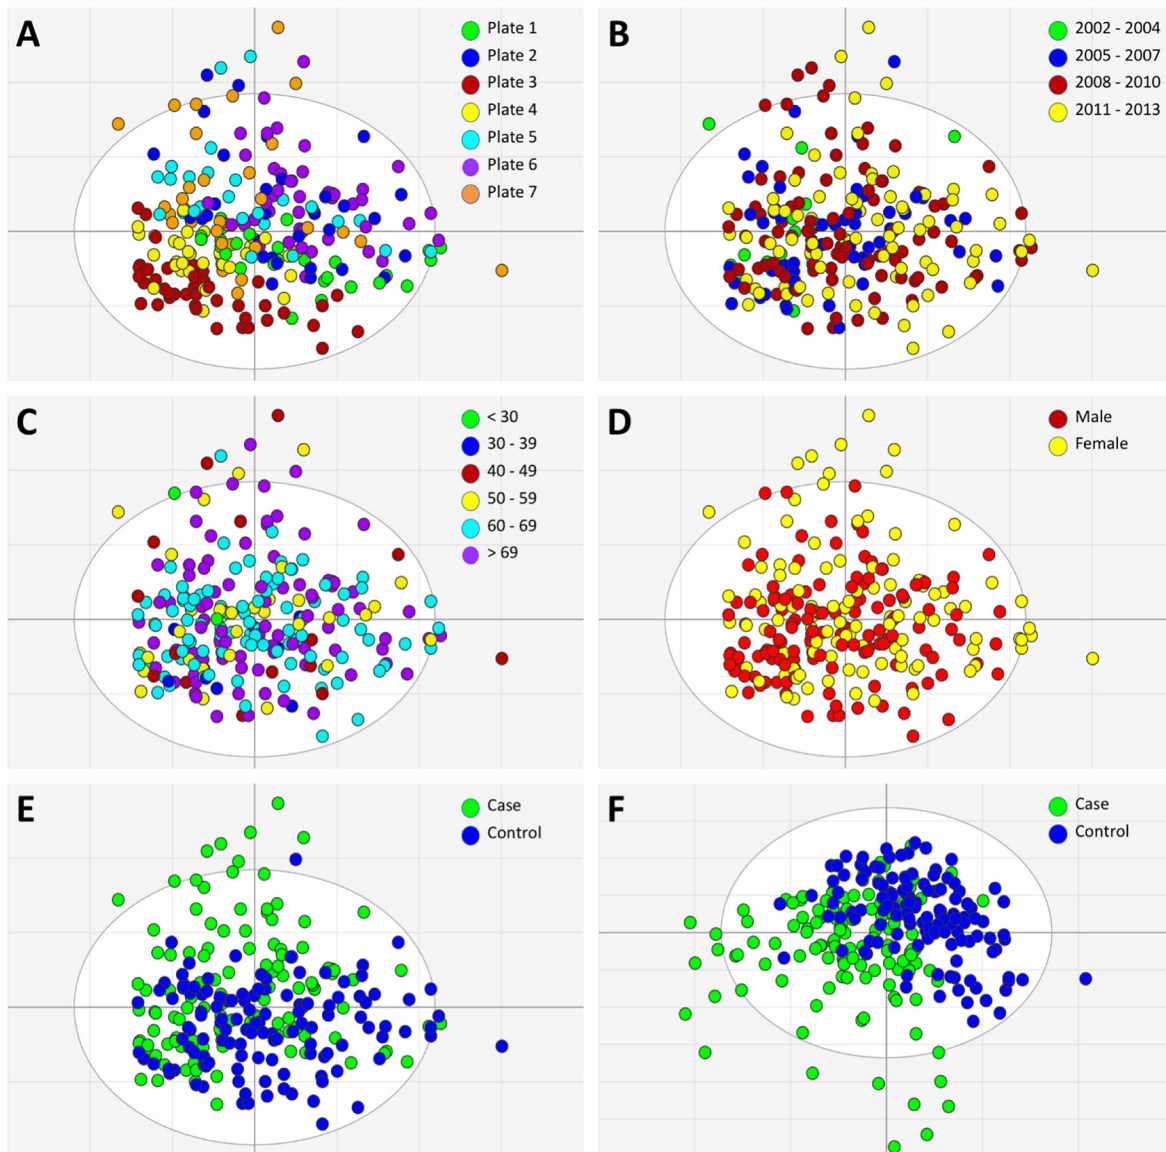 A
Plate 1
Plate 2
Plate 3
Plate 4
Plate 5
Plate 6
Plate 7
B
2002 - 2004
2005 - 2007
2008 - 2010
2011 - 2013
C
< 30
30 - 39
40 - 49
50 - 59
60 - 69
> 69
D
Male
Female
E
Case
Control
F
Case
Control